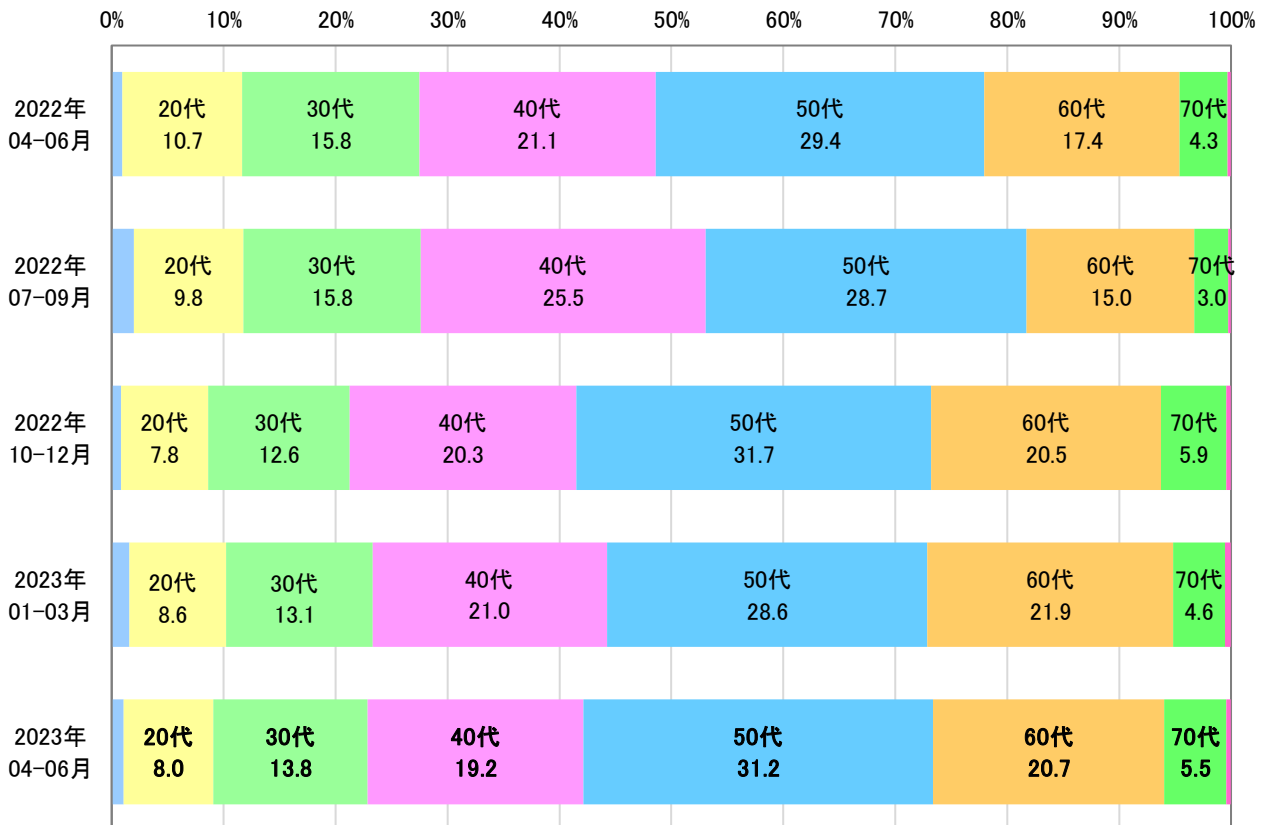 0% 10% 20% 30% 40% 50% 60% 70% 80% 90% 100%
2022年
04-06月
20代 30代 40代 50代 60代 70代
10.7 15.8 21.1 29.4 17.4 4.3
2022年
07-09月
20代 30代 40代 50代 60代 70代
9.8 15.8 25.5 28.7 15.0 3.0
2022年
10-12月
20代 30代 40代 50代 60代 70代
7.8 12.6 20.3 31.7 20.5 5.9
2023年
01-03月
20代 30代 40代 50代 60代 70代
8.6 13.1 21.0 28.6 21.9 4.6
2023年
04-06月
20代 30代 40代 50代 60代 70代
8.0 13.8 19.2 31.2 20.7 5.5